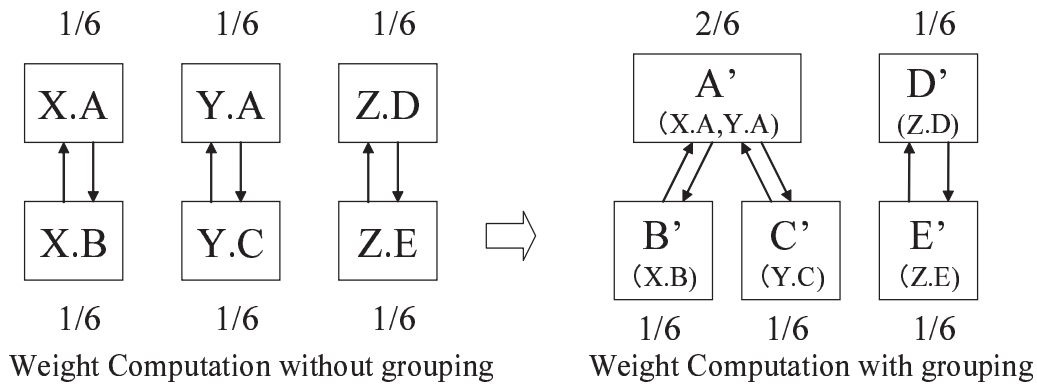 1/6 1/6 1/6 2/6 1/6
X.A Y.A Z.D A’ D’
(X.A,Y.A) (Z.D)
X.B Y.C Z.E B’ C’ E’
(X.B) (Y.C) (Z.E)
1/6 1/6 1/6 1/6 1/6 1/6
Weight Computation without grouping Weight Computation with grouping